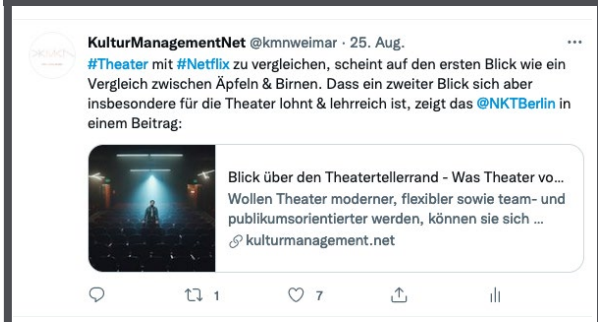 KulturManagementNet @kmnweimar · 25. Aug.
#Theater mit #Netflix zu vergleichen, scheint auf den ersten Blick wie ein
Vergleich zwischen Äpfeln & Birnen. Dass ein zweiter Blick sich aber
insbesondere für die Theater lohnt & lehrreich ist, zeigt das @NKTBerlin in
einem Beitrag:
Blick über den Theatertellerrand - Was Theater vo...
Wollen Theater moderner, flexibler sowie team- und
publikumsorientierter werden, können sie sich ...
kulturmanagement.net
1 7